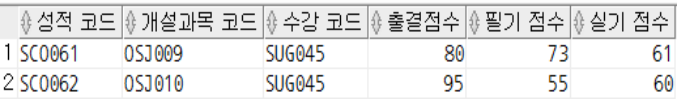 성적 코드 개설과목 코드 수강 코드 출결점수 필기 점수 실기 점수
1 SCO061 OSJ009 SUG045 80 73 61
2 SCO062 OSJ010 SUG045 95 55 60